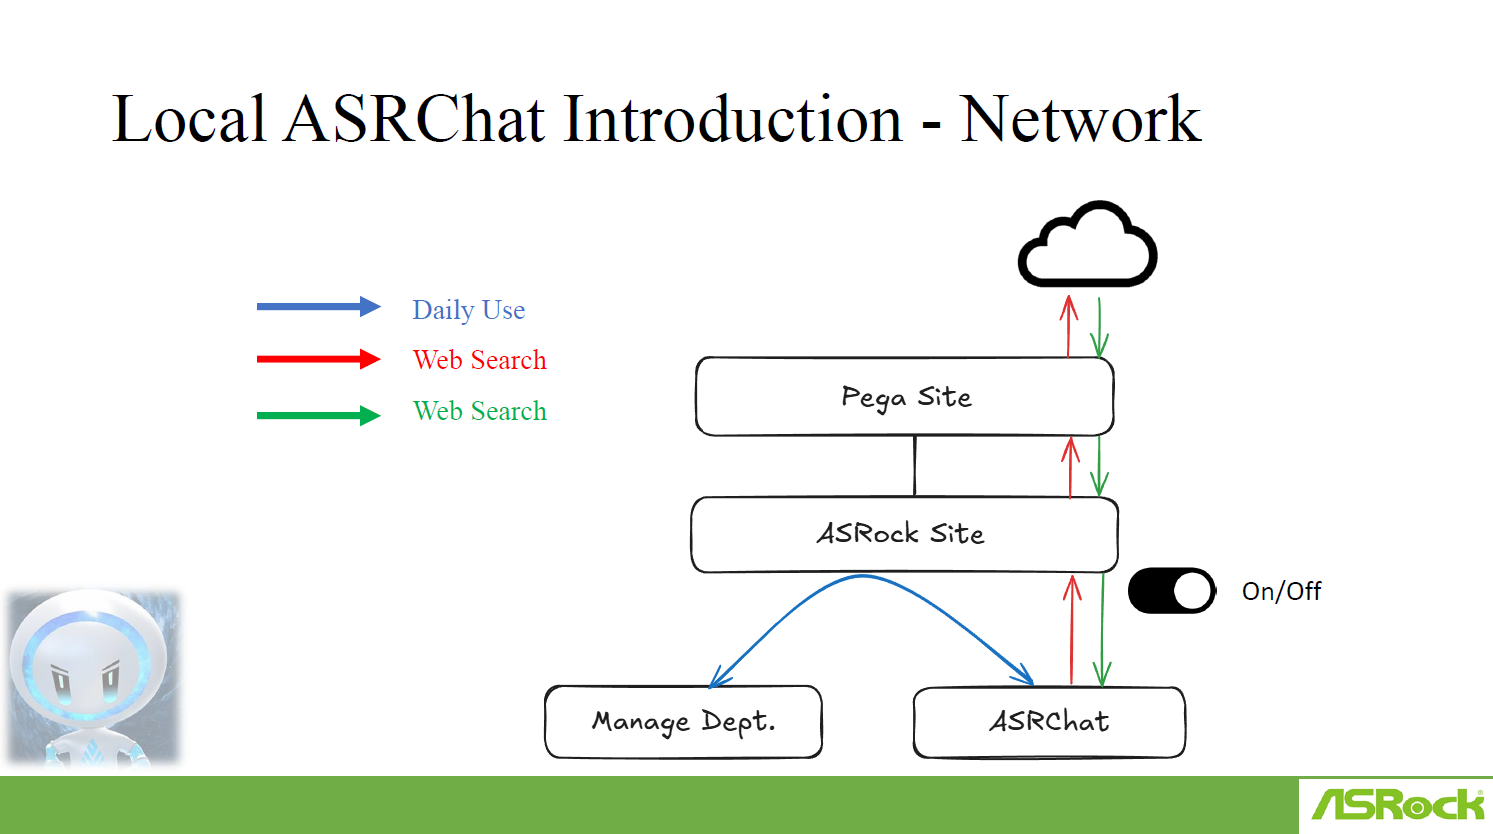 Local ASRChat Introduction - Network
Daily Use
Web Search
Web Search
Pega Site
ASRock Site
On/Off
Manage Dept.
ASRChat
ASRock®